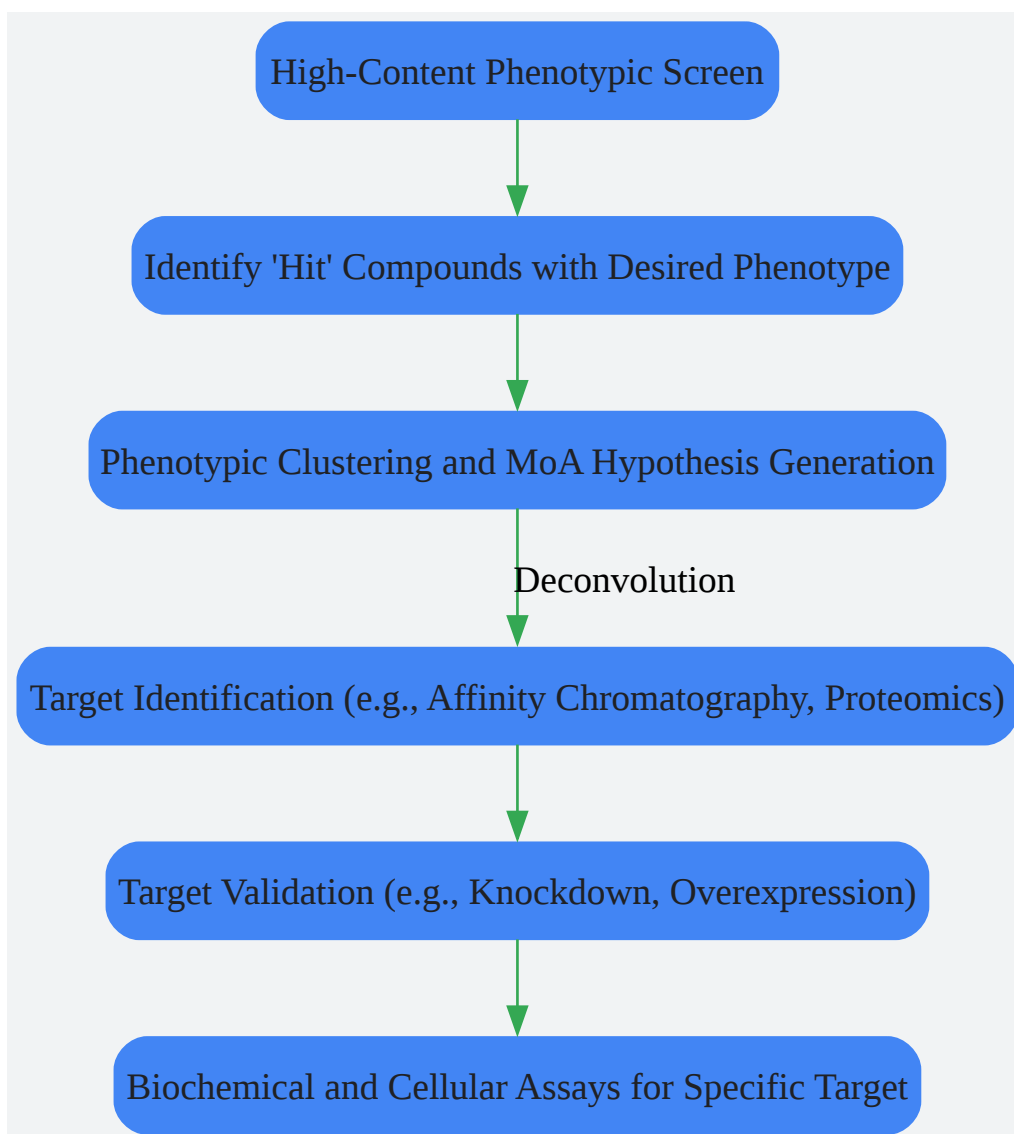 High-Content Phenotypic Screen
Identify 'Hit' Compounds with Desired Phenotype
Phenotypic Clustering and MoA Hypothesis Generation
Deconvolution
Target Identification (e.g., Affinity Chromatography, Proteomics)
Target Validation (e.g., Knockdown, Overexpression)
Biochemical and Cellular Assays for Specific Target